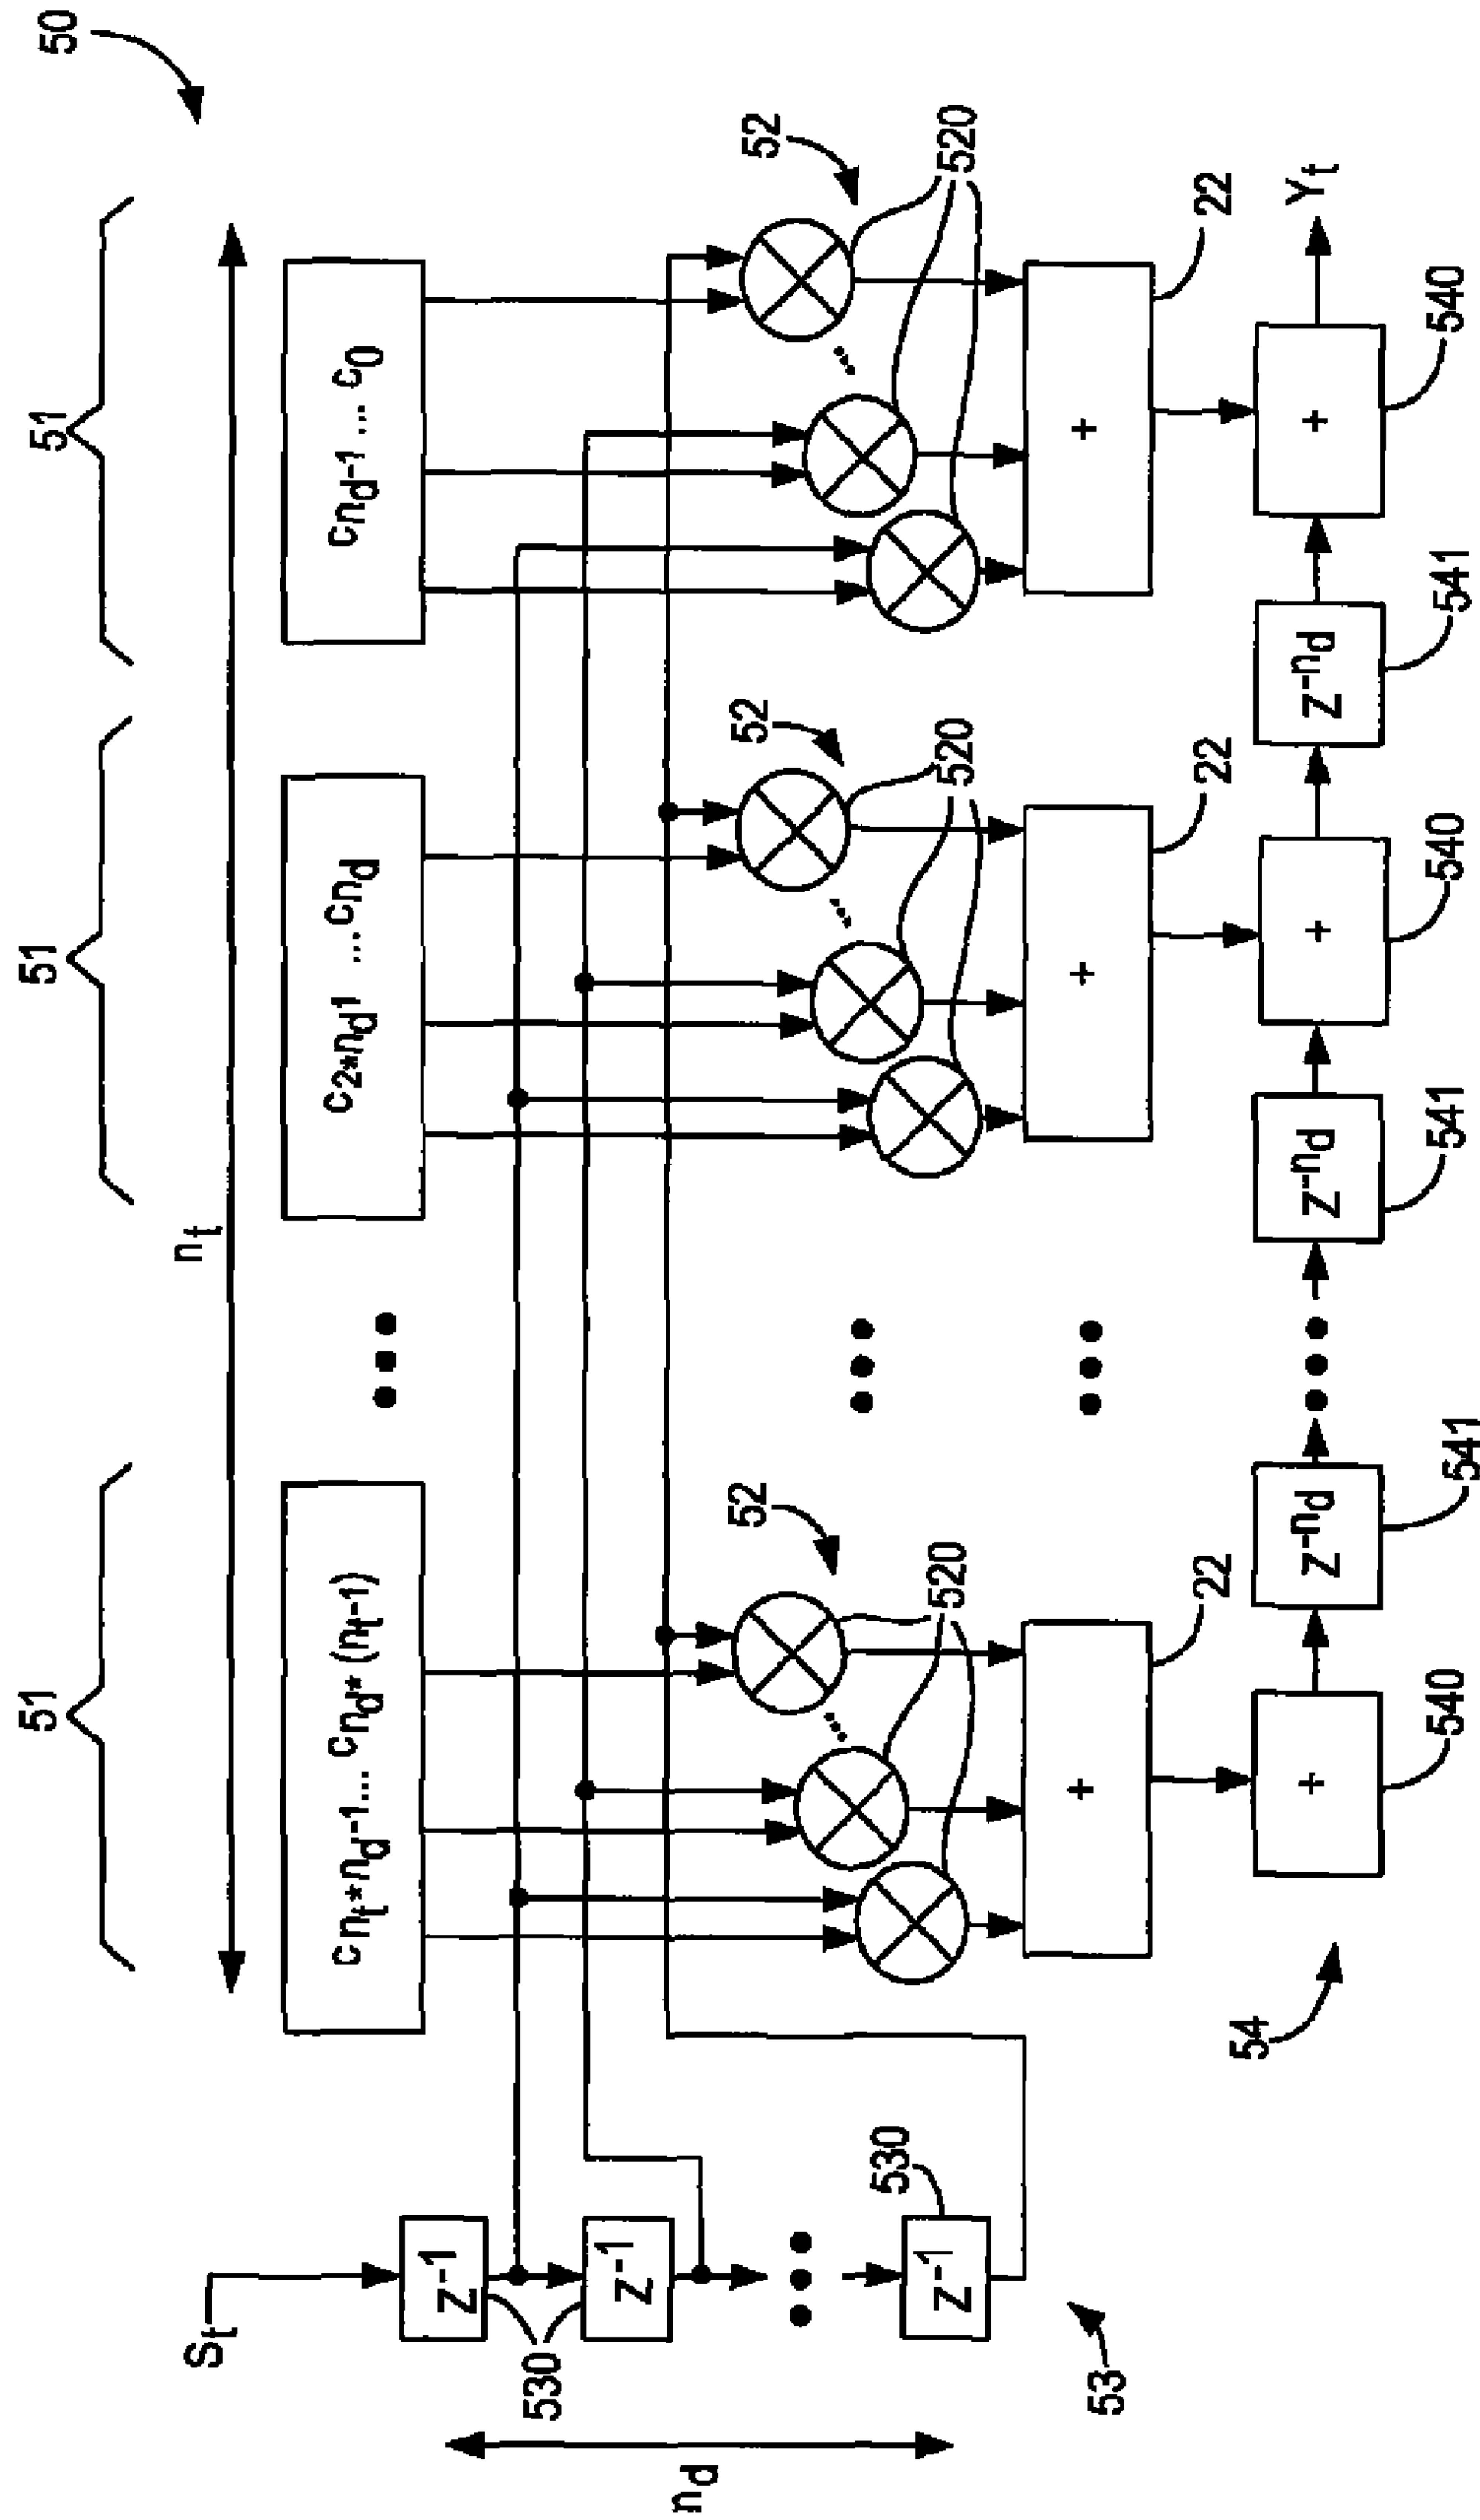 50
51 51 51
n_t
c_{n_t*n_d-1}... c_{n_d*(n_t-1)}
c_{2*n_d 1} ... c_{n_d}
c_{n_d-1} ... c_0
S_t
n_d
z^{-1}
530
z^{-1}
z^{-1}
530
53
52 52 52
520 520 520
+ + +
22 22 22
54
+ z^{-n_d} z^{-n_d} + z^{-n_d} + Y_t
540 541 541 540 541 540